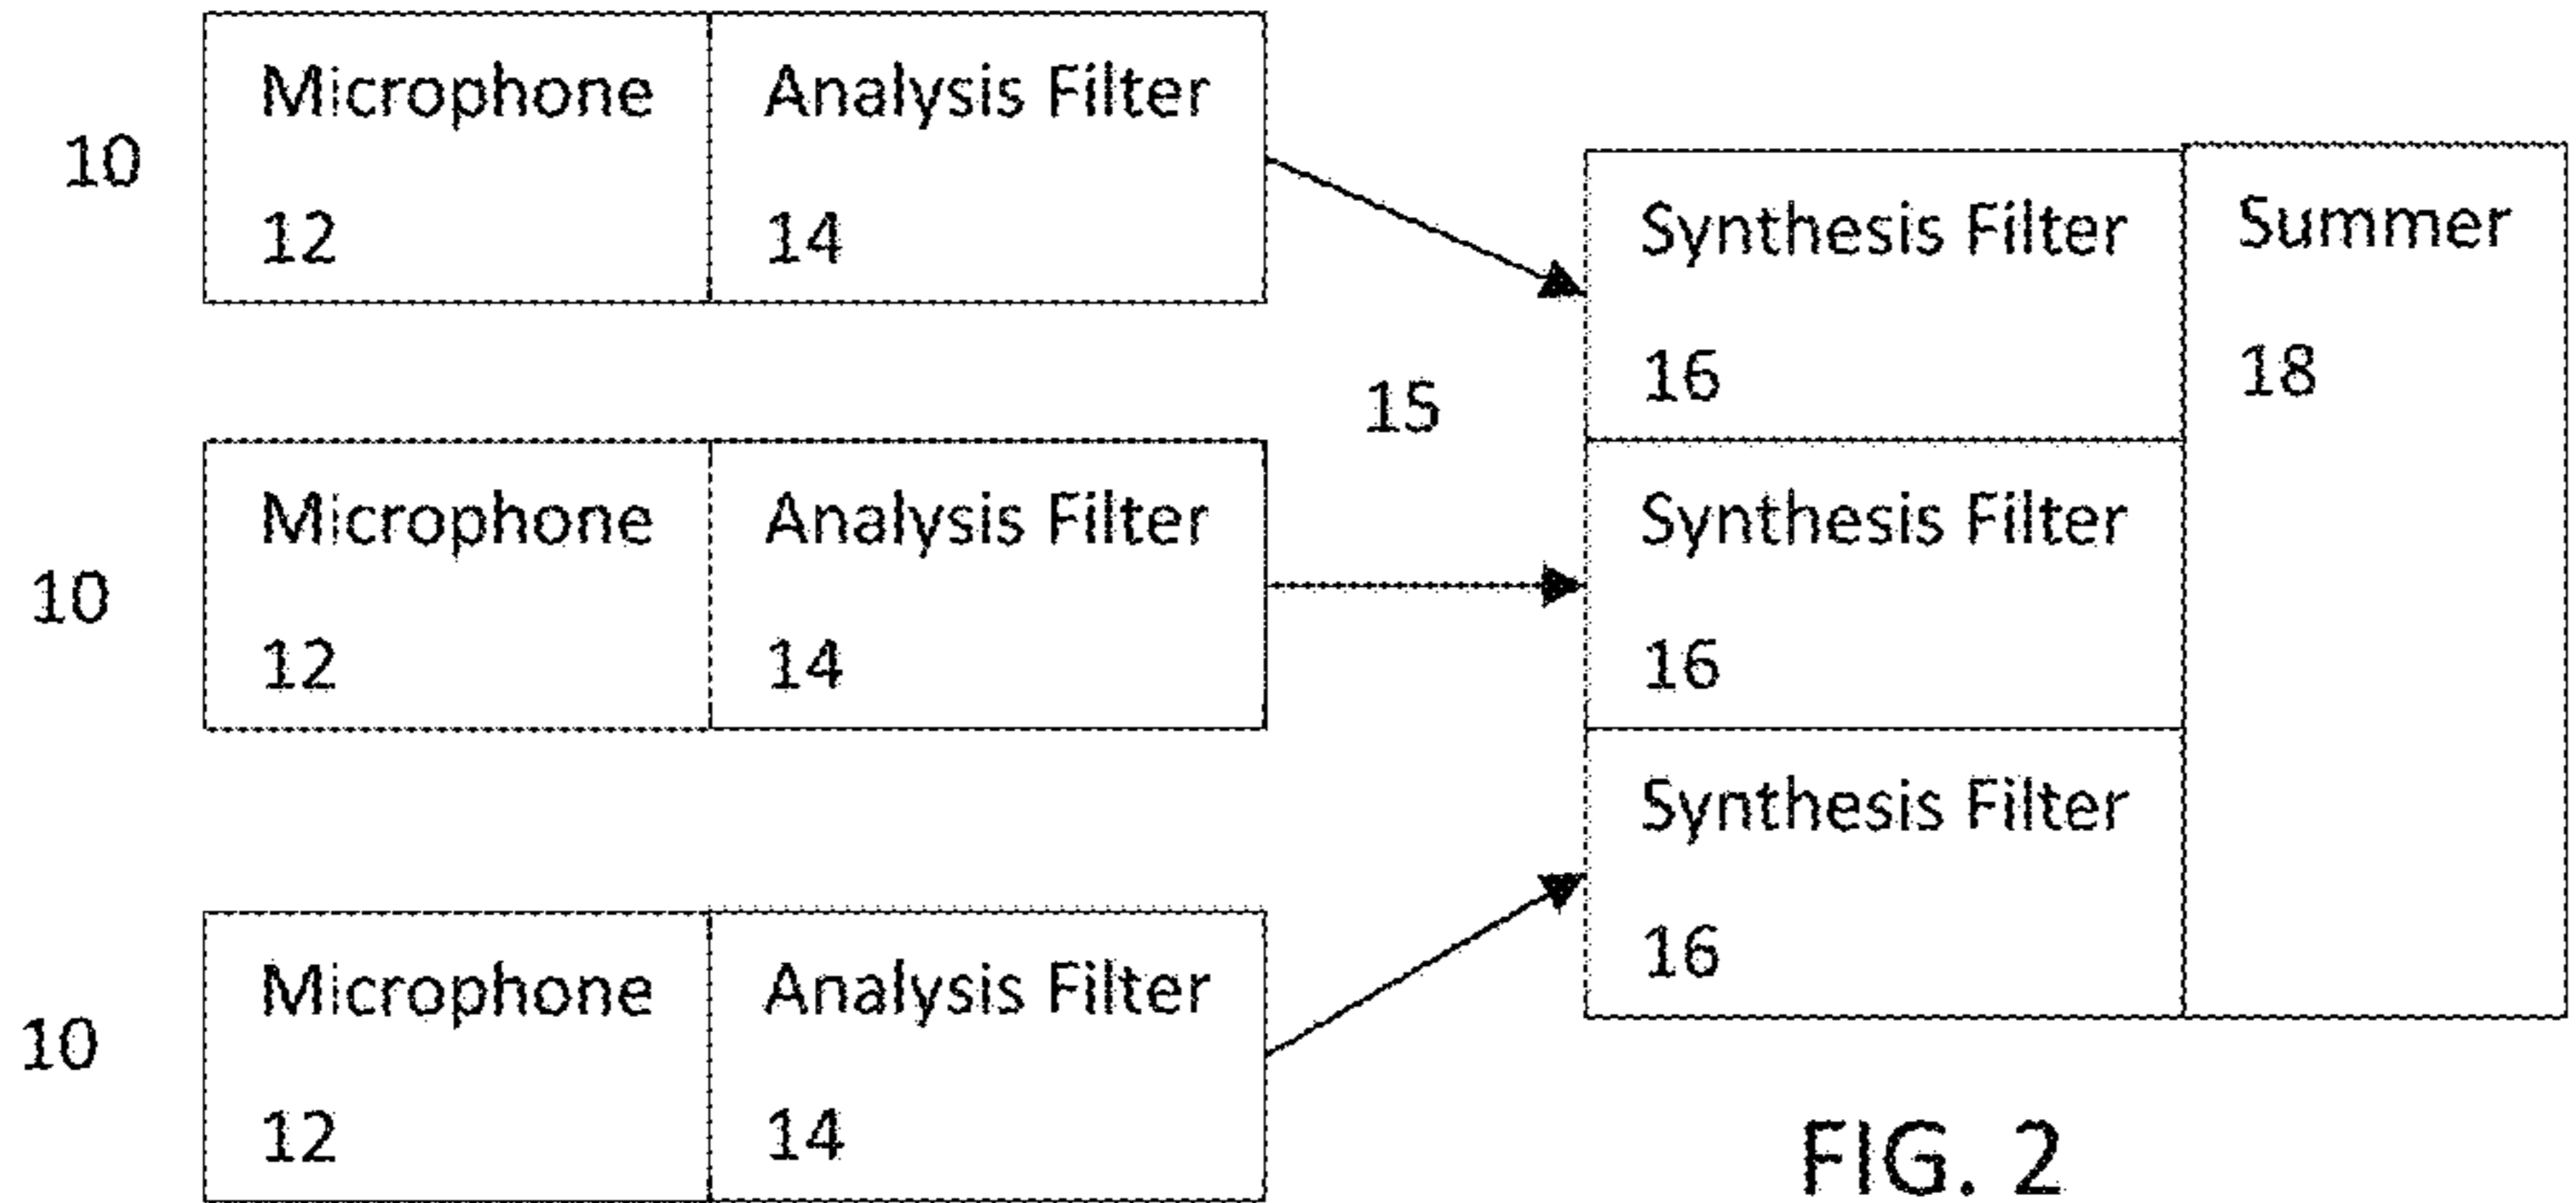 10
Microphone
12
Analysis Filter
14
10
Microphone
12
Analysis Filter
14
10
Microphone
12
Analysis Filter
14
15
Synthesis Filter
16
Synthesis Filter
16
Synthesis Filter
16
Summer
18
FIG. 2